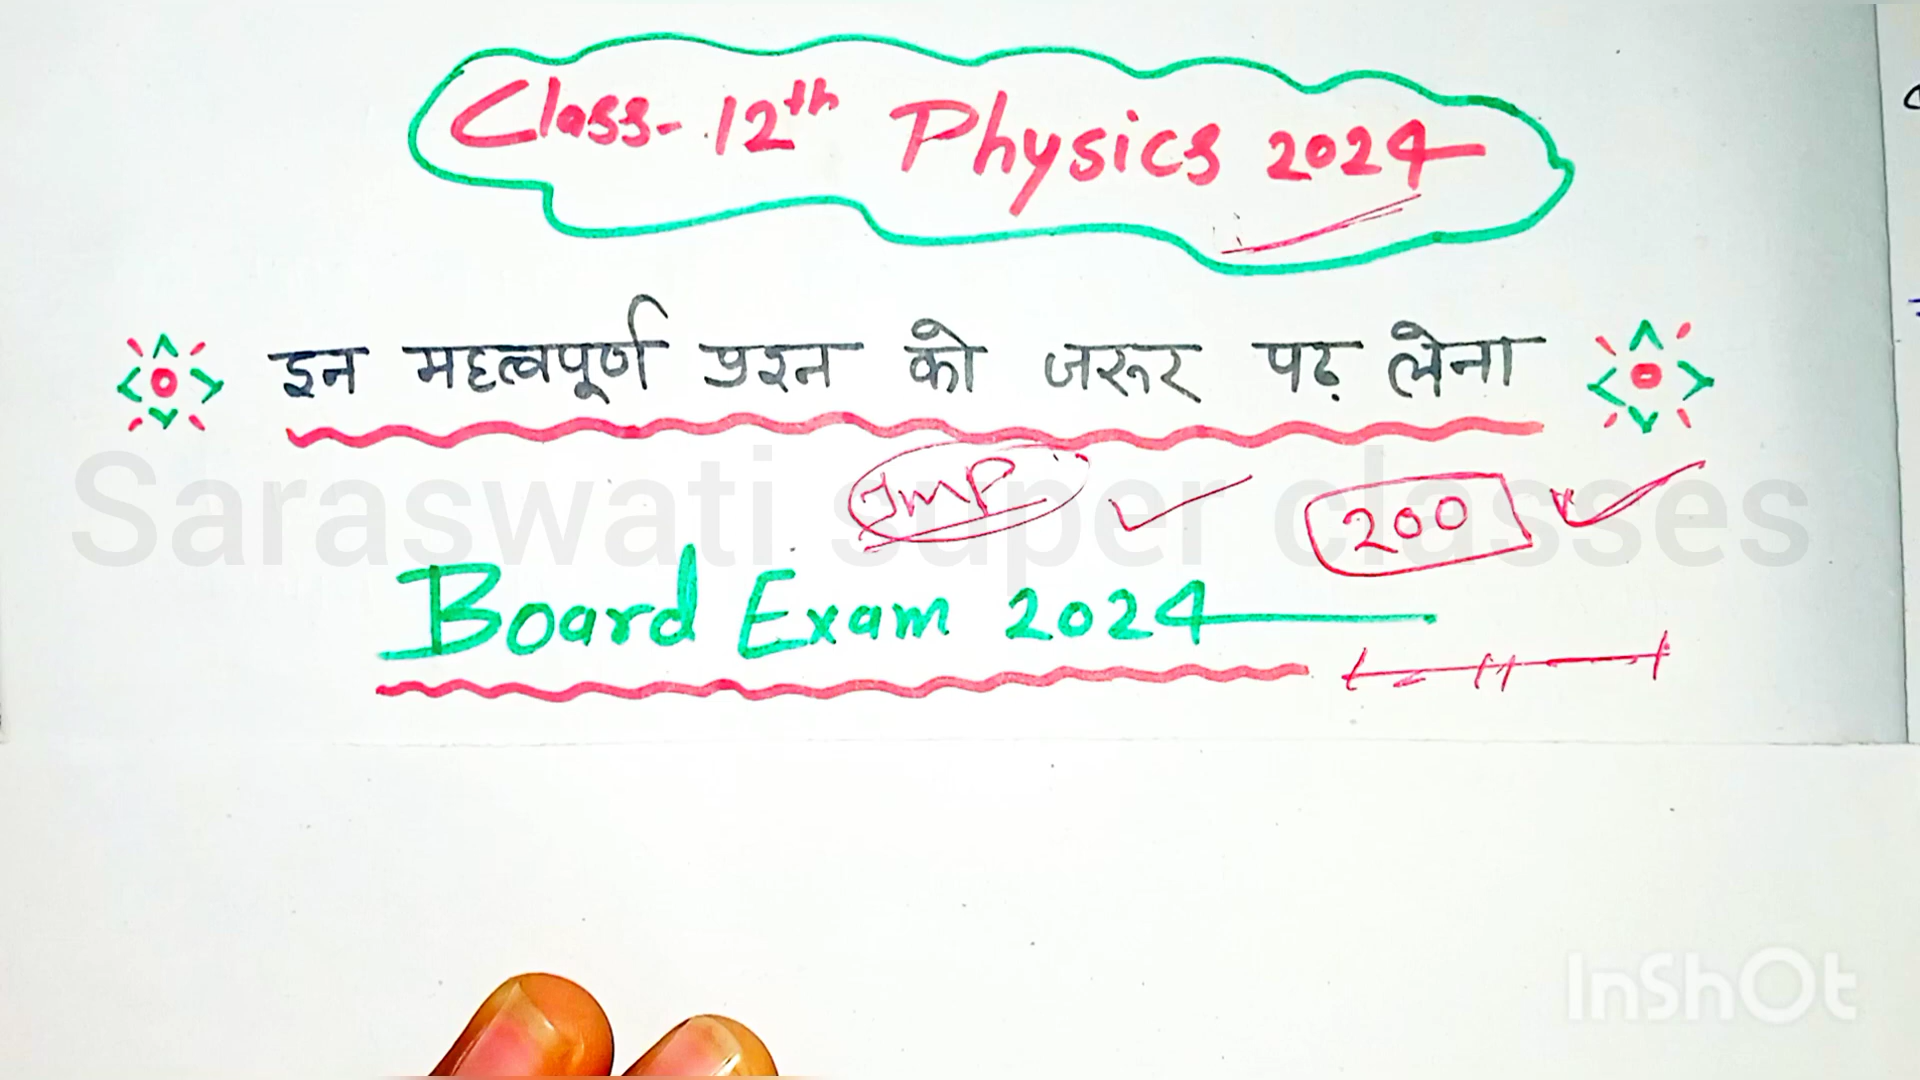 Class-12th Physics 2024
इन महत्वपूर्ण प्रश्न को जरूर पढ़ लेना
Saraswati super classes
IMP 200
Board Exam 2024
InShOt